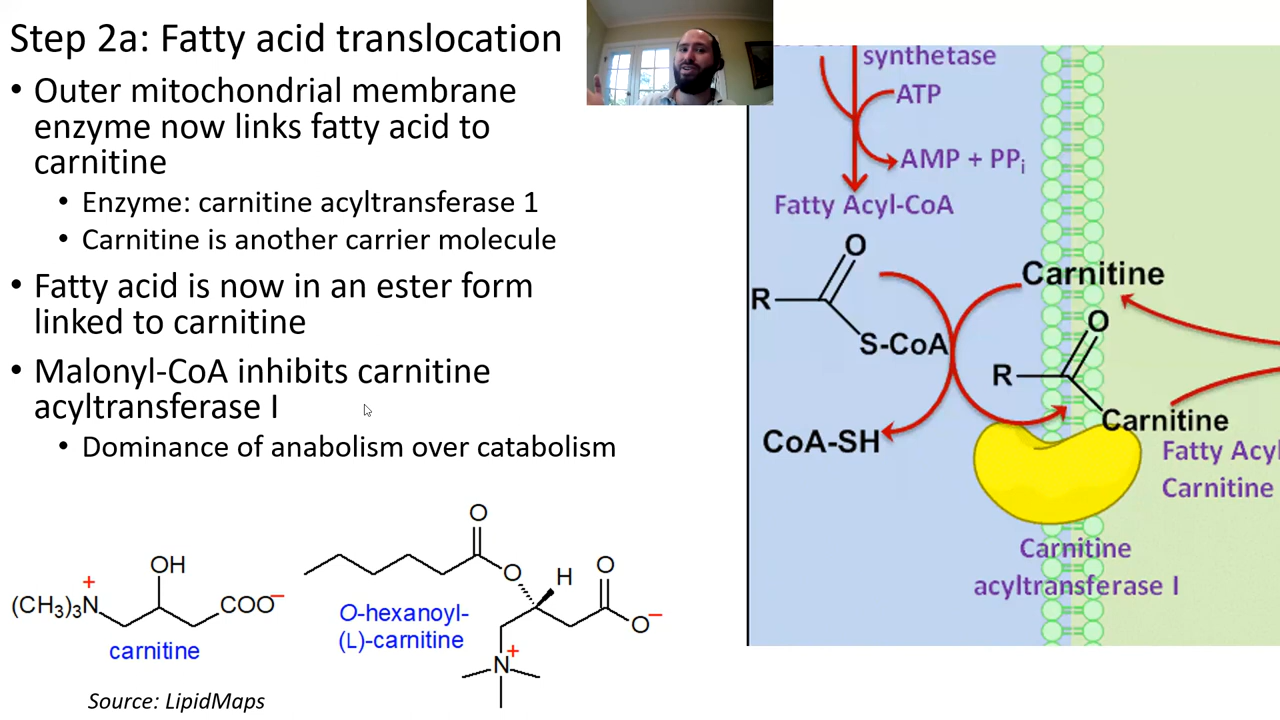 Step 2a: Fatty acid translocation
• Outer mitochondrial membrane
enzyme now links fatty acid to
carnitine
• Enzyme: carnitine acyltransferase 1
• Carnitine is another carrier molecule
• Fatty acid is now in an ester form
linked to carnitine
• Malonyl-CoA inhibits carnitine
acyltransferase I
• Dominance of anabolism over catabolism
OH
+
(CH₃)₃N
COO⁻
carnitine
O
O
H
O
O⁻
N
+
O-hexanoyl-
(L)-carnitine
Source: LipidMaps
synthetase
ATP
AMP + PPᵢ
Fatty Acyl-CoA
O
R
S-CoA
CoA-SH
Carnitine
O
R
Carnitine
Fatty Acyl
Carnitine
Carnitine
acyltransferase I